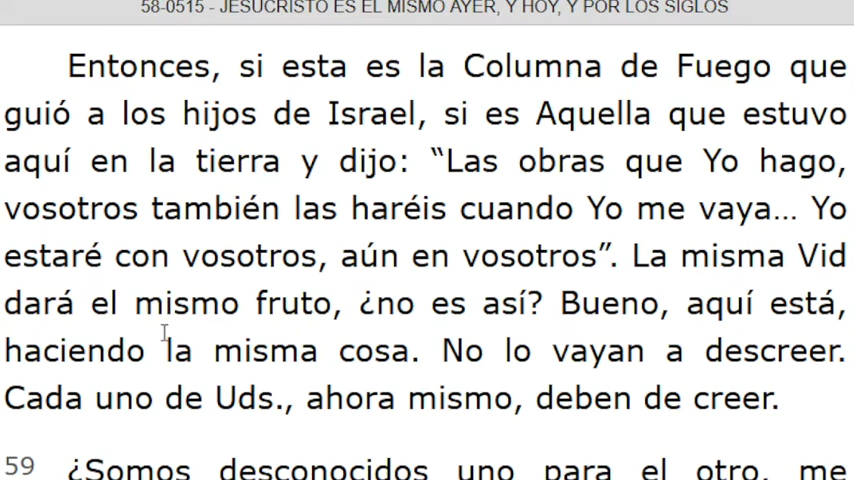 58-0515 - JESUCRISTO ES EL MISMO AYER, Y HOY, Y POR LOS SIGLOS
Entonces, si esta es la Columna de Fuego que
guió a los hijos de Israel, si es Aquella que estuvo
aquí en la tierra y dijo: “Las obras que Yo hago,
vosotros también las haréis cuando Yo me vaya… Yo
estaré con vosotros, aún en vosotros”. La misma Vid
dará el mismo fruto, ¿no es así? Bueno, aquí está,
haciendo la misma cosa. No lo vayan a descreer.
Cada uno de Uds., ahora mismo, deben de creer.
59 ¿Somos desconocidos uno para el otro, me